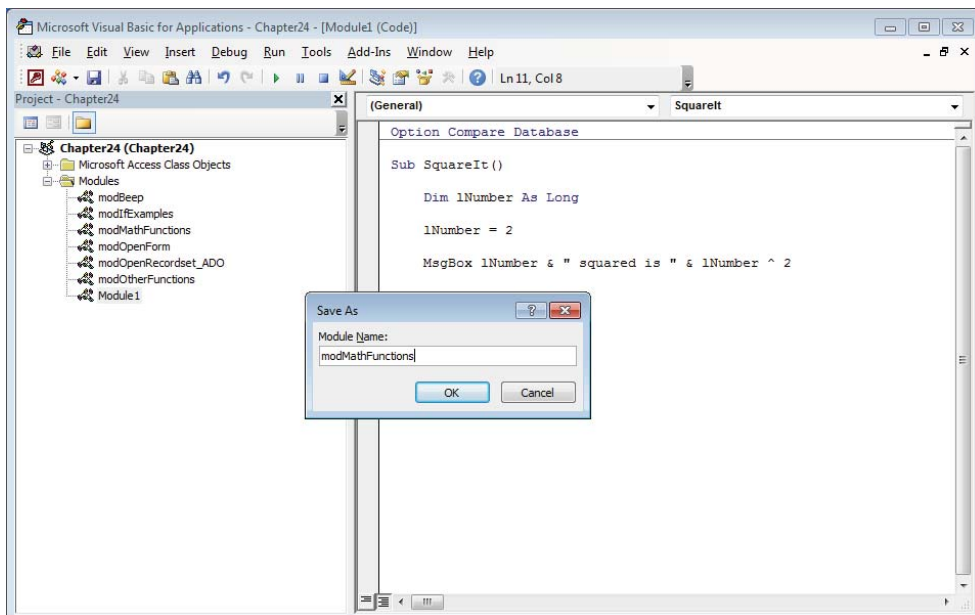 Microsoft Visual Basic for Applications - Chapter24 - [Module1 (Code)]
File Edit View Insert Debug Run Tools Add-Ins Window Help
Ln 11, Col 8
Project - Chapter24
Chapter24 (Chapter24)
Microsoft Access Class Objects
Modules
modBeep
modIfExamples
modMathFunctions
modOpenForm
modOpenRecordset_ADO
modOtherFunctions
Module1
(General) SquareIt
Option Compare Database
Sub SquareIt()
Dim lNumber As Long
lNumber = 2
MsgBox lNumber & " squared is " & lNumber ^ 2
Save As
Module Name:
modMathFunctions
OK Cancel